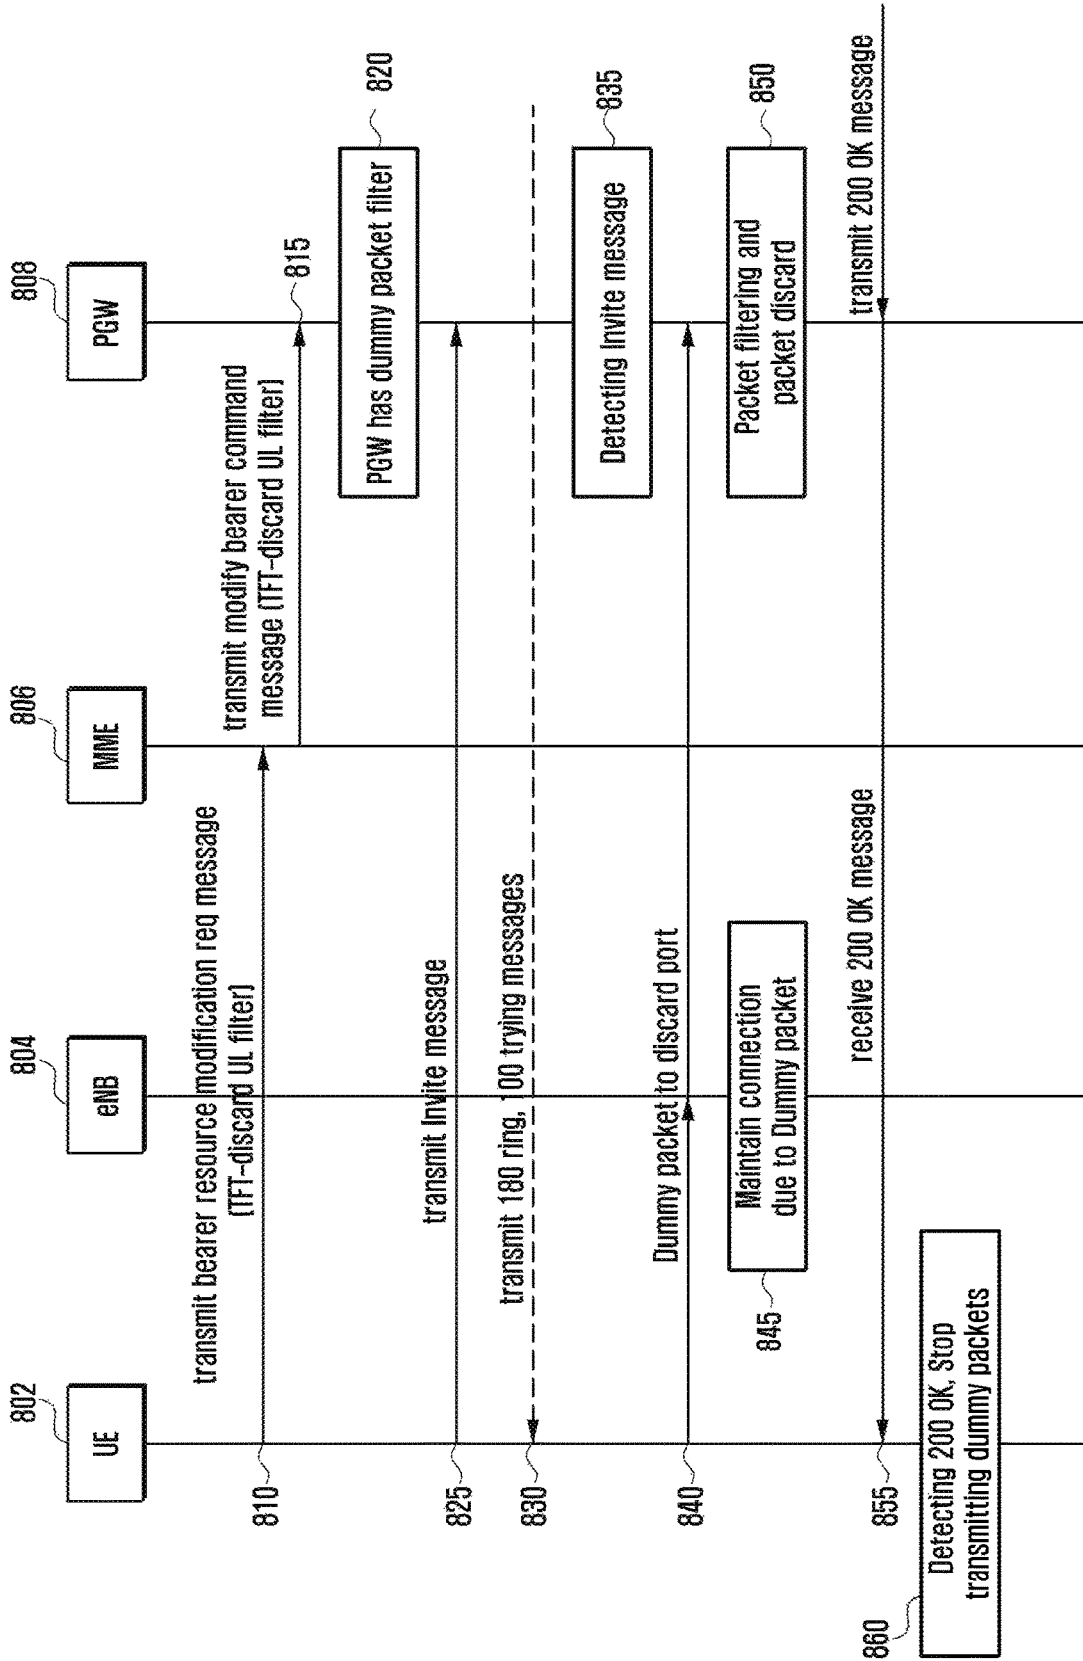 802
804
806
808
UE
eNB
MME
PGW
transmit bearer resource modification req message
(TFT-discard UL filter)
810
transmit modify bearer command
message (TFT-discard UL filter)
815
PGW has dummy packet filter
820
transmit Invite message
825
transmit 180 ring, 100 trying messages
830
Detecting Invite message
835
Dummy packet to discard port
840
Maintain connection
due to Dummy packet
845
Packet filtering and
packet discard
850
receive 200 OK message
transmit 200 OK message
855
Detecting 200 OK, Stop
transmitting dummy packets
860